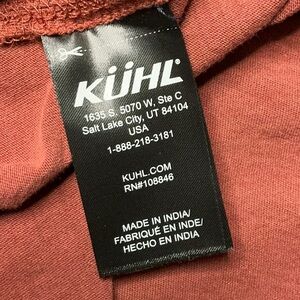 KÜHL
1635 S, 5070 W, Ste C
Salt Lake City, UT 84104
USA
1-888-218-3181
KUHL.COM
RN#108846
MADE IN INDIA/
FABRIQUÉ EN INDE/
HECHO EN INDIA